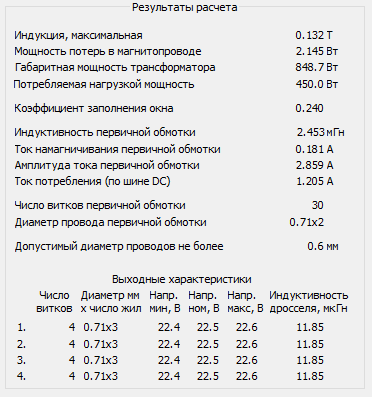 Результаты расчета
Индукция, максимальная 0.132 Т
Мощность потерь в магнитопроводе 2.145 Вт
Габаритная мощность трансформатора 848.7 Вт
Потребляемая нагрузкой мощность 450.0 Вт
Коэффициент заполнения окна 0.240
Индуктивность первичной обмотки 2.453 мГн
Ток намагничивания первичной обмотки 0.181 А
Амплитуда тока первичной обмотки 2.859 А
Ток потребления (по шине DC) 1.205 А
Число витков первичной обмотки 30
Диаметр провода первичной обмотки 0.71x2
Допустимый диаметр проводов не более 0.6 мм
Выходные характеристики
Число Диаметр мм Напр. Напр. Напр. Индуктивность
витков х число жил мин, В ном, В макс, В дросселя, мкГн
1. 4 0.71x3 22.4 22.5 22.6 11.85
2. 4 0.71x3 22.4 22.5 22.6 11.85
3. 4 0.71x3 22.4 22.5 22.6 11.85
4. 4 0.71x3 22.4 22.5 22.6 11.85